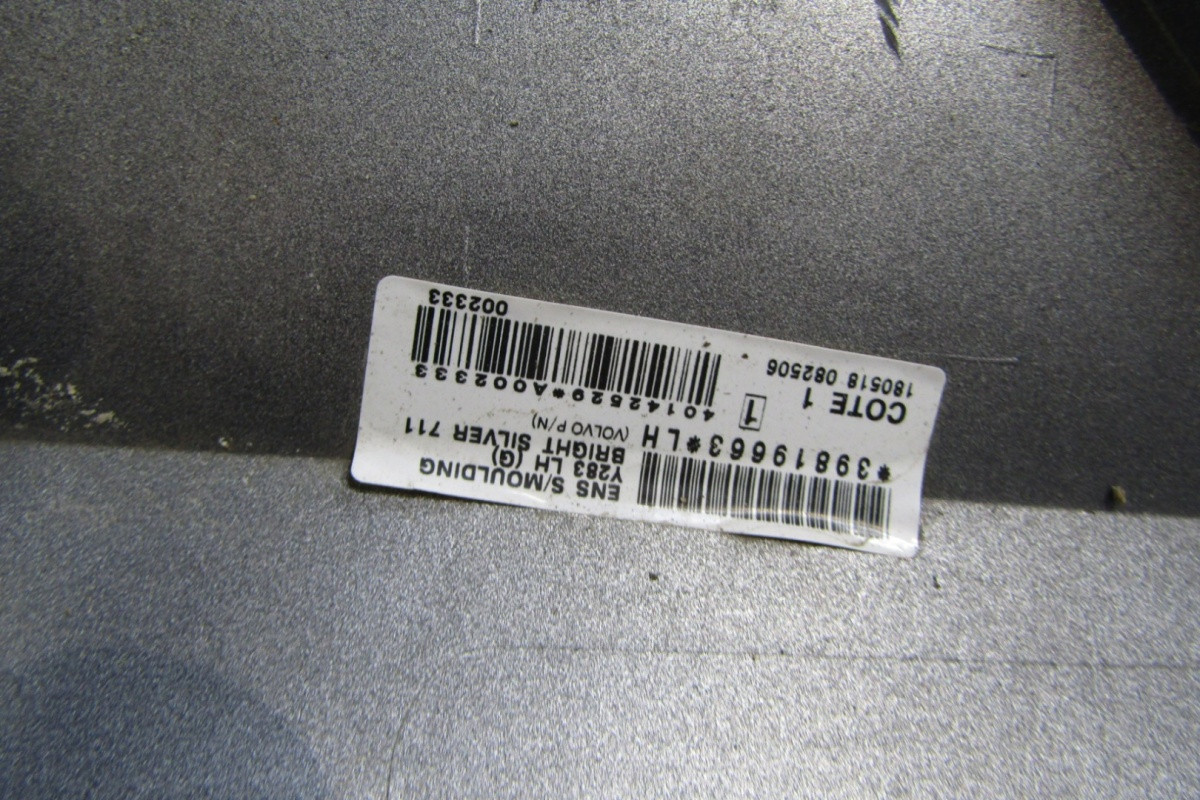 ENS S/MOULDING
Y283 LH (G)
BRIGHT SILVER 711
*39819663*LH
(VOLVO P/N)
1
40142529*A002333
COTE 1
180518 082506
002333